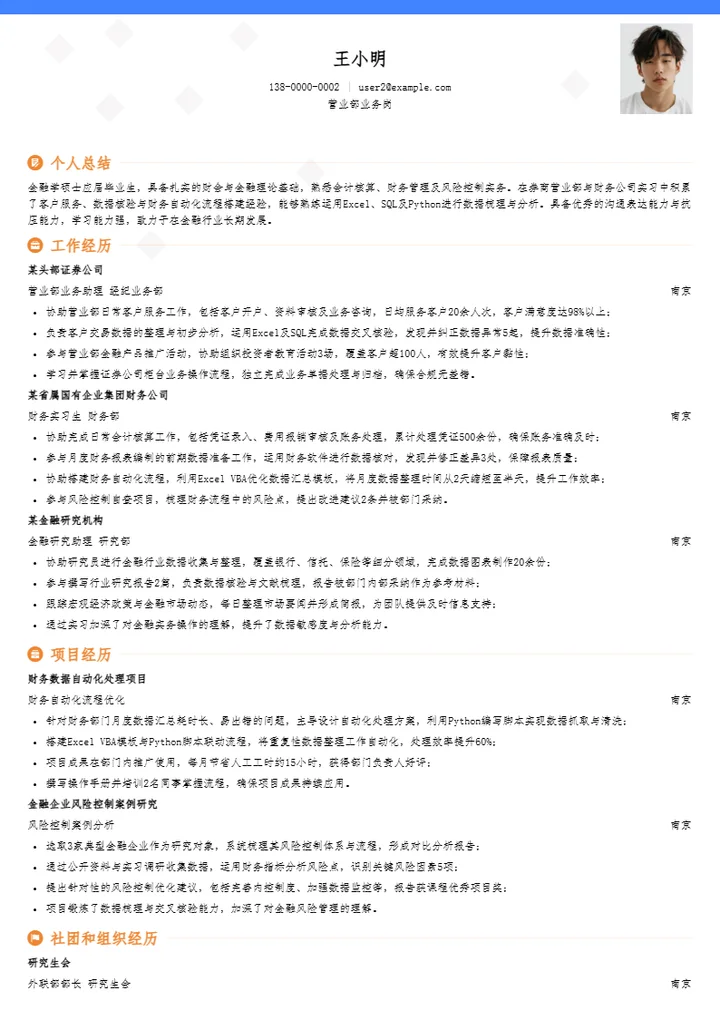 王小明
138-0000-0002 | user2@example.com
营业部业务岗
个人总结
金融学硕士应届毕业生，具备扎实的财会与金融理论基础，熟悉会计核算、财务管理及风险控制实务。在券商营业部与财务公司实习中积累
了客户服务、数据核验与财务自动化流程搭建经验，能够熟练运用Excel、SQL及Python进行数据梳理与分析。具备优秀的沟通表达能力与抗
压能力，学习能力强，致力于在金融行业长期发展。
工作经历
某头部证券公司
营业部业务助理 经纪业务部 南京
• 协助营业部日常客户服务工作，包括客户开户、资料审核及业务咨询，日均服务客户20余人次，客户满意度达98%以上；
• 负责客户交易数据的整理与初步分析，运用Excel及SQL完成数据交叉核验，发现并纠正数据异常5起，提升数据准确性；
• 参与营业部金融产品推广活动，协助组织投资者教育活动3场，覆盖客户超100人，有效提升客户黏性；
• 学习并掌握证券公司柜台业务操作流程，独立完成业务单据处理与归档，确保合规无差错。
某省属国有企业集团财务公司
财务实习生 财务部 南京
• 协助完成日常会计核算工作，包括凭证录入、费用报销审核及账务处理，累计处理凭证500余份，确保账务准确及时；
• 参与月度财务报表编制的前期数据准备工作，运用财务软件进行数据核对，发现并修正差异3处，保障报表质量；
• 协助搭建财务自动化流程，利用Excel VBA优化数据汇总模板，将月度数据整理时间从2天缩短至半天，提升工作效率；
• 参与风险控制自查项目，梳理财务流程中的风险点，提出改进建议2条并被部门采纳。
某金融研究机构
金融研究助理 研究部 南京
• 协助研究员进行金融行业数据收集与整理，覆盖银行、信托、保险等细分领域，完成数据图表制作20余份；
• 参与撰写行业研究报告2篇，负责数据核验与文献梳理，报告被部门内部采纳作为参考材料；
• 跟踪宏观经济政策与金融市场动态，每日整理市场要闻并形成简报，为团队提供及时信息支持；
• 通过实习加深了对金融实务操作的理解，提升了数据敏感度与分析能力。
项目经历
财务数据自动化处理项目
财务自动化流程优化 南京
• 针对财务部门月度数据汇总耗时长、易出错的问题，主导设计自动化处理方案，利用Python编写脚本实现数据抓取与清洗；
• 搭建Excel VBA模板与Python脚本联动流程，将重复性数据整理工作自动化，处理效率提升60%；
• 项目成果在部门内推广使用，每月节省人工工时约15小时，获得部门负责人好评；
• 撰写操作手册并培训2名同事掌握流程，确保项目成果持续应用。
金融企业风险控制案例研究
风险控制案例分析 南京
• 选取3家典型金融企业作为研究对象，系统梳理其风险控制体系与流程，形成对比分析报告；
• 通过公开资料与实习调研收集数据，运用财务指标分析风险点，识别关键风险因素5项；
• 提出针对性的风险控制优化建议，包括完善内控制度、加强数据监控等，报告获课程优秀项目奖；
• 项目锻炼了数据梳理与交叉核验能力，加深了对金融风险管理的理解。
社团和组织经历
研究生会
外联部部长 研究生会 南京